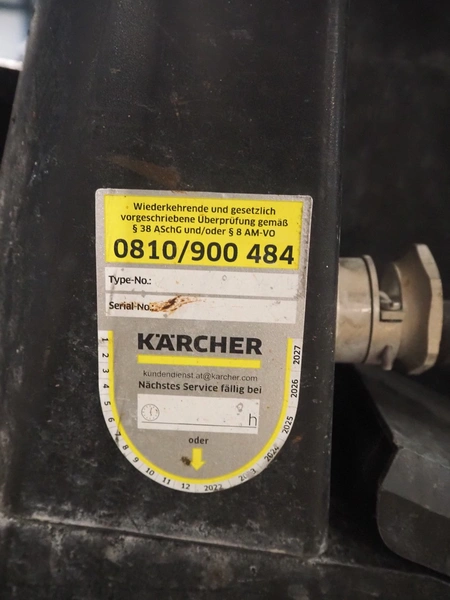 Wiederkehrende und gesetzlich
vorgeschriebene Überprüfung gemäß
§ 38 ASchG und/oder § 8 AM-VO
0810/900 484
Type-No.:
Serial-No.:
KÄRCHER
kundendienst.at@karcher.com
Nächstes Service fällig bei
h
oder
1
2
3
4
5
6
7
8
9
10
11
12
2022
2024
2025
2026
2027